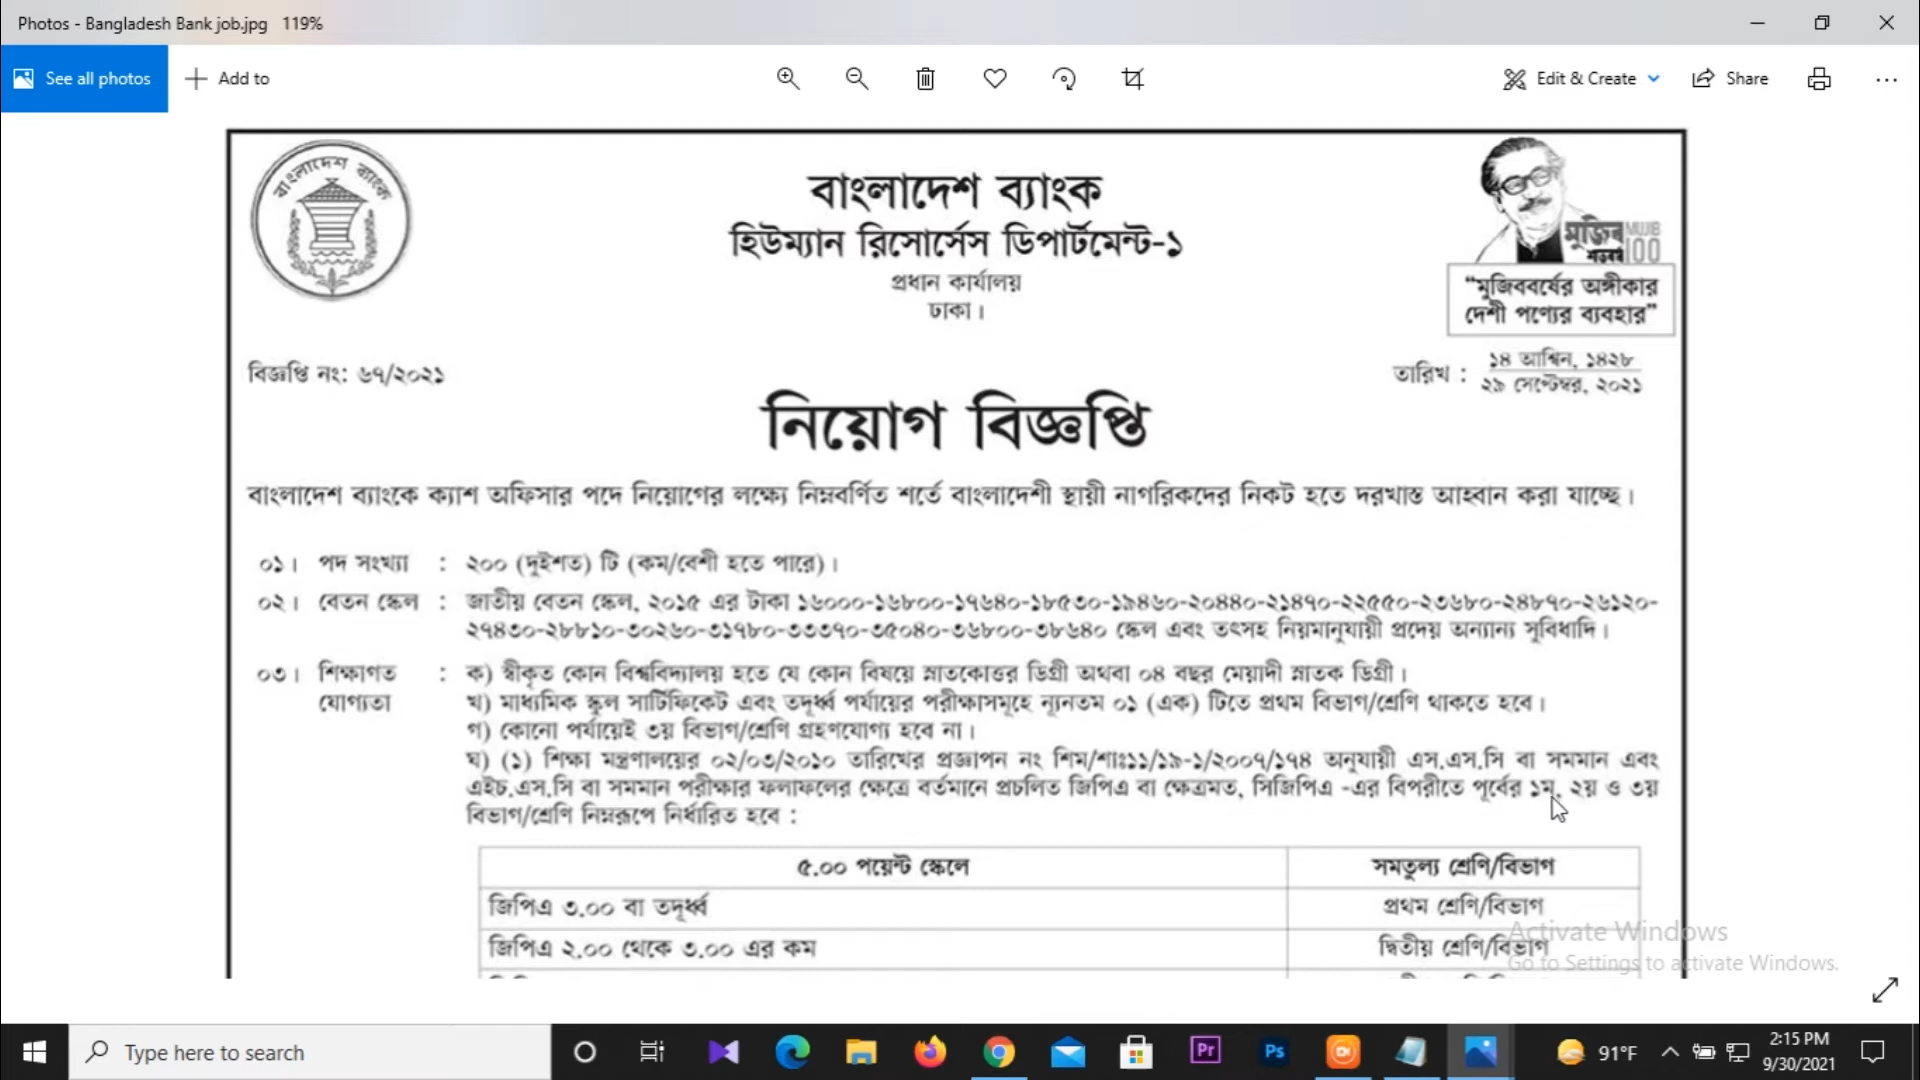 Photos - Bangladesh Bank job.jpg 119%
See all photos
Add to
Edit & Create
Share
বাংলাদেশ ব্যাংক
বাংলাদেশ ব্যাংক
হিউম্যান রিসোর্সেস ডিপার্টমেন্ট-১
প্রধান কার্যালয়
ঢাকা।
মুজিব MUJIB
শতবর্ষ 100
“মুজিববর্ষের অঙ্গীকার
দেশী পণ্যের ব্যবহার”
বিজ্ঞপ্তি নং: ৬৭/২০২১
তারিখ : ১৪ আশ্বিন, ১৪২৮
২৯ সেপ্টেম্বর, ২০২১
নিয়োগ বিজ্ঞপ্তি
বাংলাদেশ ব্যাংকে ক্যাশ অফিসার পদে নিয়োগের লক্ষ্যে নিম্নবর্ণিত শর্তে বাংলাদেশী স্থায়ী নাগরিকদের নিকট হতে দরখাস্ত আহ্বান করা যাচ্ছে।
০১। পদ সংখ্যা : ২০০ (দুইশত) টি (কম/বেশী হতে পারে)।
০২। বেতন স্কেল : জাতীয় বেতন স্কেল, ২০১৫ এর টাকা ১৬০০০-১৬৮০০-১৭৬৪০-১৮৫৩০-১৯৪৬০-২০৪৪০-২১৪৭০-২২৫৫০-২৩৬৮০-২৪৮৭০-২৬১২০-
২৭৪৩০-২৮৮১০-৩০২৬০-৩১৭৮০-৩৩৩৭০-৩৫০৪০-৩৬৮০০-৩৮৬৪০ স্কেল এবং তৎসহ নিয়মানুযায়ী প্রদেয় অন্যান্য সুবিধাদি।
০৩। শিক্ষাগত : ক) স্বীকৃত কোন বিশ্ববিদ্যালয় হতে যে কোন বিষয়ে স্নাতকোত্তর ডিগ্রী অথবা ০৪ বছর মেয়াদী স্নাতক ডিগ্রী।
যোগ্যতা খ) মাধ্যমিক স্কুল সার্টিফিকেট এবং তদূর্ধ্ব পর্যায়ের পরীক্ষাসমূহে ন্যূনতম ০১ (এক) টিতে প্রথম বিভাগ/শ্রেণি থাকতে হবে।
গ) কোনো পর্যায়েই ৩য় বিভাগ/শ্রেণি গ্রহণযোগ্য হবে না।
ঘ) (১) শিক্ষা মন্ত্রণালয়ের ০২/০৩/২০১০ তারিখের প্রজ্ঞাপন নং শিম/শাঃ১১/১৯-১/২০০৭/১৭৪ অনুযায়ী এস.এস.সি বা সমমান এবং
এইচ.এস.সি বা সমমান পরীক্ষার ফলাফলের ক্ষেত্রে বর্তমানে প্রচলিত জিপিএ বা ক্ষেত্রমত, সিজিপিএ -এর বিপরীতে পূর্বের ১ম, ২য় ও ৩য়
বিভাগ/শ্রেণি নিম্নরূপে নির্ধারিত হবে :
৫.০০ পয়েন্ট স্কেলে সমতুল্য শ্রেণি/বিভাগ
জিপিএ ৩.০০ বা তদূর্ধ্ব প্রথম শ্রেণি/বিভাগ
জিপিএ ২.০০ থেকে ৩.০০ এর কম দ্বিতীয় শ্রেণি/বিভাগ
Activate Windows
Go to Settings to activate Windows.
Type here to search
Pr
Ps
91°F
2:15 PM
9/30/2021